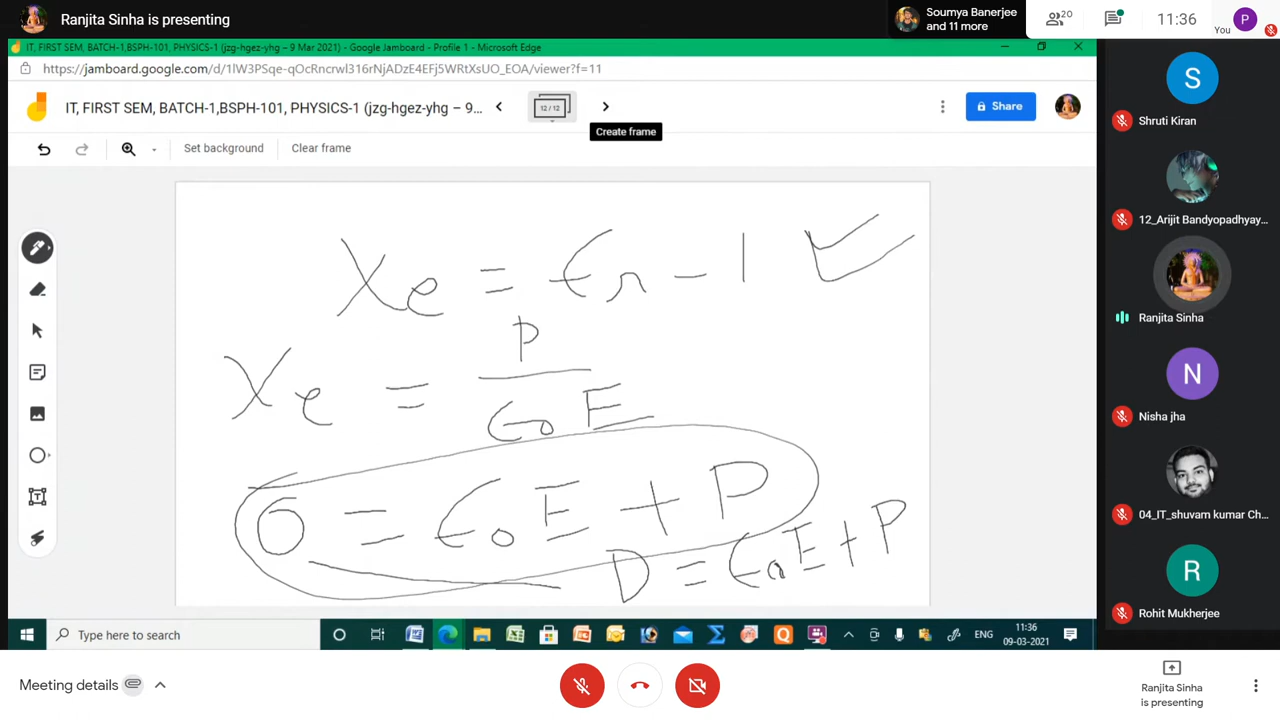 Ranjita Sinha is presenting
Soumya Banerjee
and 11 more
20
11:36
You
P
IT, FIRST SEM, BATCH-1,BSPH-101, PHYSICS-1 (jzg-hgez-yhg – 9 Mar 2021) - Google Jamboard - Profile 1 - Microsoft Edge
https://jamboard.google.com/d/1lW3PSqe-qOcRncrwl316rNjADzE4EFj5WRtXsUO_EOA/viewer?f=11
IT, FIRST SEM, BATCH-1,BSPH-101, PHYSICS-1 (jzg-hgez-yhg – 9...
12 / 12
Share
Create frame
Set background
Clear frame
χe = ϵr − 1
χe = P / ϵ0 E
σ = ϵ0 E + P
D = ϵ0 E + P
S
Shruti Kiran
12_Arijit Bandyopadhyay...
Ranjita Sinha
N
Nisha jha
04_IT_shuvam kumar Ch...
R
Rohit Mukherjee
Type here to search
ENG
11:36
09-03-2021
Meeting details
Ranjita Sinha
is presenting